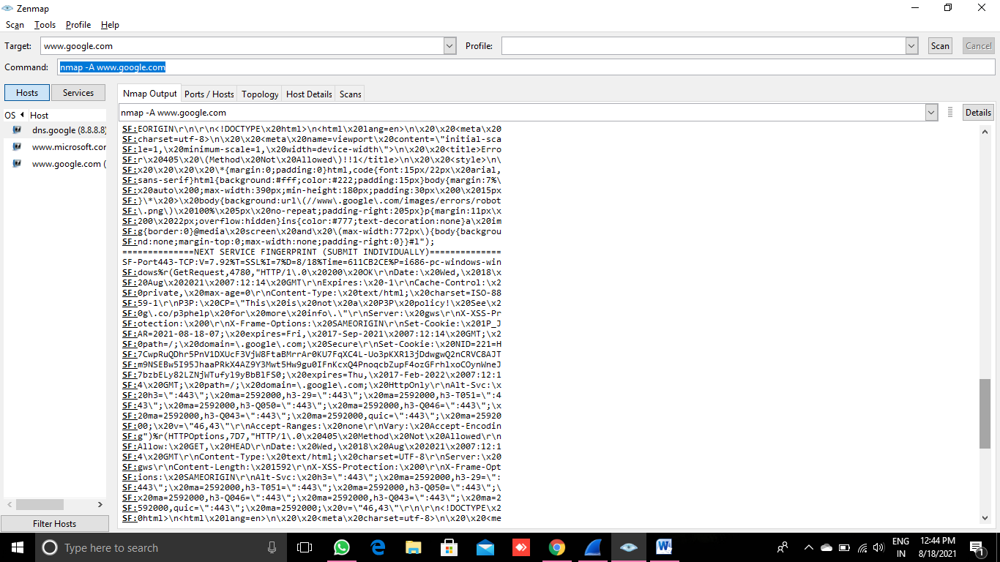 Zenmap
Scan Tools Profile Help
Target: www.google.com Profile: Scan Cancel
Command: nmap -A www.google.com
Hosts Services
Nmap Output Ports / Hosts Topology Host Details Scans
OS Host
nmap -A www.google.com Details
dns.google (8.8.8.8)
www.microsoft.cor
www.google.com (
SF:EORIGIN\r\n\r\n<!DOCTYPE\x20html>\n<html\x20lang=en>\n\x20\x20<meta\x20
SF:charset=utf-8>\n\x20\x20<meta\x20name=viewport\x20content=\"initial-sca
SF:le=1,\x20minimum-scale=1,\x20width=device-width\">\n\x20\x20<title>Erro
SF:r\x20405\x20\(Method\x20Not\x20Allowed\)!!1</title>\n\x20\x20<style>\n\
SF:x20\x20\x20\x20\*{margin:0;padding:0}html,code{font:15px/22px\x20arial,
SF:sans-serif}html{background:#fff;color:#222;padding:15px}body{margin:7%\
SF:x20auto\x200;max-width:390px;min-height:180px;padding:30px\x200\x2015px
SF:}\*\x20>\x20body{background:url\(//www\.google\.com/images/errors/robot
SF:\.png\)\x20100%\x205px\x20no-repeat;padding-right:205px}p{margin:11px\x
SF:200\x2022px;overflow:hidden}ins{color:#777;text-decoration:none}a\x20im
SF:g{border:0}@media\x20screen\x20and\x20\(max-width:772px\){body{backgrou
SF:nd:none;margin-top:0;max-width:none;padding-right:0}}#l");
==============NEXT SERVICE FINGERPRINT (SUBMIT INDIVIDUALLY)==============
SF-Port443-TCP:V=7.92%T=SSL%I=7%D=8/18%Time=611CB2CE%P=i686-pc-windows-win
SF:dows%r(GetRequest,4780,"HTTP/1\.0\x20200\x20OK\r\nDate:\x20Wed,\x2018\x
SF:20Aug\x202021\x2007:12:14\x20GMT\r\nExpires:\x20-1\r\nCache-Control:\x2
SF:0private,\x20max-age=0\r\nContent-Type:\x20text/html;\x20charset=ISO-88
SF:59-1\r\nP3P:\x20CP=\"This\x20is\x20not\x20a\x20P3P\x20policy!\x20See\x2
SF:0g\.co/p3phelp\x20for\x20more\x20info\.\"\r\nServer:\x20gws\r\nX-XSS-Pr
SF:otection:\x200\r\nX-Frame-Options:\x20SAMEORIGIN\r\nSet-Cookie:\x201P_J
SF:AR=2021-08-18-07;\x20expires=Fri,\x2017-Sep-2021\x2007:12:14\x20GMT;\x2
SF:0path=/;\x20domain=\.google\.com;\x20Secure\r\nSet-Cookie:\x20NID=221=H
SF:7CwpRuQDhr5PnV1DXUcF3VjW8FtaBMrrAr0KU7FqXC4L-Uo3pKXR13jDdwgwQ2nCRVC8AJT
SF:m9NSEBw5I95JhaaPRkX4AZ9Y3Mwt5Hw9gu0IFnKcxQ4PnoqcbZupF4ozGFrhlxoCOynWneJ
SF:7bzbELy82LZNjWTufyl9yBbBlFS0;\x20expires=Thu,\x2017-Feb-2022\x2007:12:1
SF:4\x20GMT;\x20path=/;\x20domain=\.google\.com;\x20HttpOnly\r\nAlt-Svc:\x
SF:20h3=\":443\";\x20ma=2592000,h3-29=\":443\";\x20ma=2592000,h3-T051=\":4
SF:43\";\x20ma=2592000,h3-Q050=\":443\";\x20ma=2592000,h3-Q046=\":443\";\x
SF:20ma=2592000,h3-Q043=\":443\";\x20ma=2592000,quic=\":443\";\x20ma=25920
SF:00;\x20v=\"46,43\"\r\nAccept-Ranges:\x20none\r\nVary:\x20Accept-Encodin
SF:g")%r(HTTPOptions,7D7,"HTTP/1\.0\x20405\x20Method\x20Not\x20Allowed\r\n
SF:Allow:\x20GET,\x20HEAD\r\nDate:\x20Wed,\x2018\x20Aug\x202021\x2007:12:1
SF:4\x20GMT\r\nContent-Type:\x20text/html;\x20charset=UTF-8\r\nServer:\x20
SF:gws\r\nContent-Length:\x201592\r\nX-XSS-Protection:\x200\r\nX-Frame-Opt
SF:ions:\x20SAMEORIGIN\r\nAlt-Svc:\x20h3=\":443\";\x20ma=2592000,h3-29=\":
SF:443\";\x20ma=2592000,h3-T051=\":443\";\x20ma=2592000,h3-Q050=\":443\";\
SF:x20ma=2592000,h3-Q046=\":443\";\x20ma=2592000,h3-Q043=\":443\";\x20ma=2
SF:592000,quic=\":443\";\x20ma=2592000;\x20v=\"46,43\"\r\n\r\n<!DOCTYPE\x2
SF:0html>\n<html\x20lang=en>\n\x20\x20<meta\x20charset=utf-8>\n\x20\x20<me
Filter Hosts
Type here to search
ENG
IN
12:44 PM
8/18/2021
1